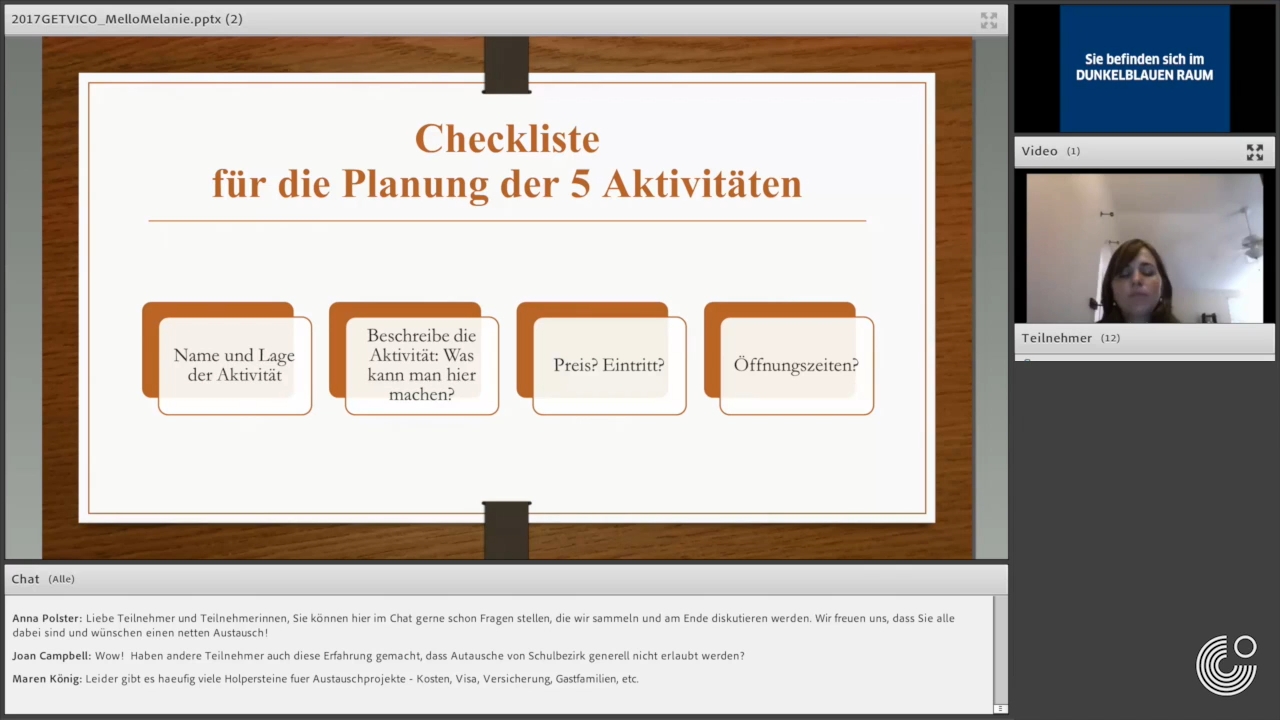 2017GETVICO_MelloMelanie.pptx (2)
Checkliste
für die Planung der 5 Aktivitäten
Name und Lage
der Aktivität
Beschreibe die
Aktivität: Was
kann man hier
machen?
Preis? Eintritt?
Öffnungszeiten?
Sie befinden sich im
DUNKELBLAUEN RAUM
Video (1)
Teilnehmer (12)
Chat (Alle)
Anna Polster: Liebe Teilnehmer und Teilnehmerinnen, Sie können hier im Chat gerne schon Fragen stellen, die wir sammeln und am Ende diskutieren werden. Wir freuen uns, dass Sie alle
dabei sind und wünschen einen netten Austausch!
Joan Campbell: Wow! Haben andere Teilnehmer auch diese Erfahrung gemacht, dass Autausche von Schulbezirk generell nicht erlaubt werden?
Maren König: Leider gibt es haeufig viele Holpersteine fuer Austauschprojekte - Kosten, Visa, Versicherung, Gastfamilien, etc.